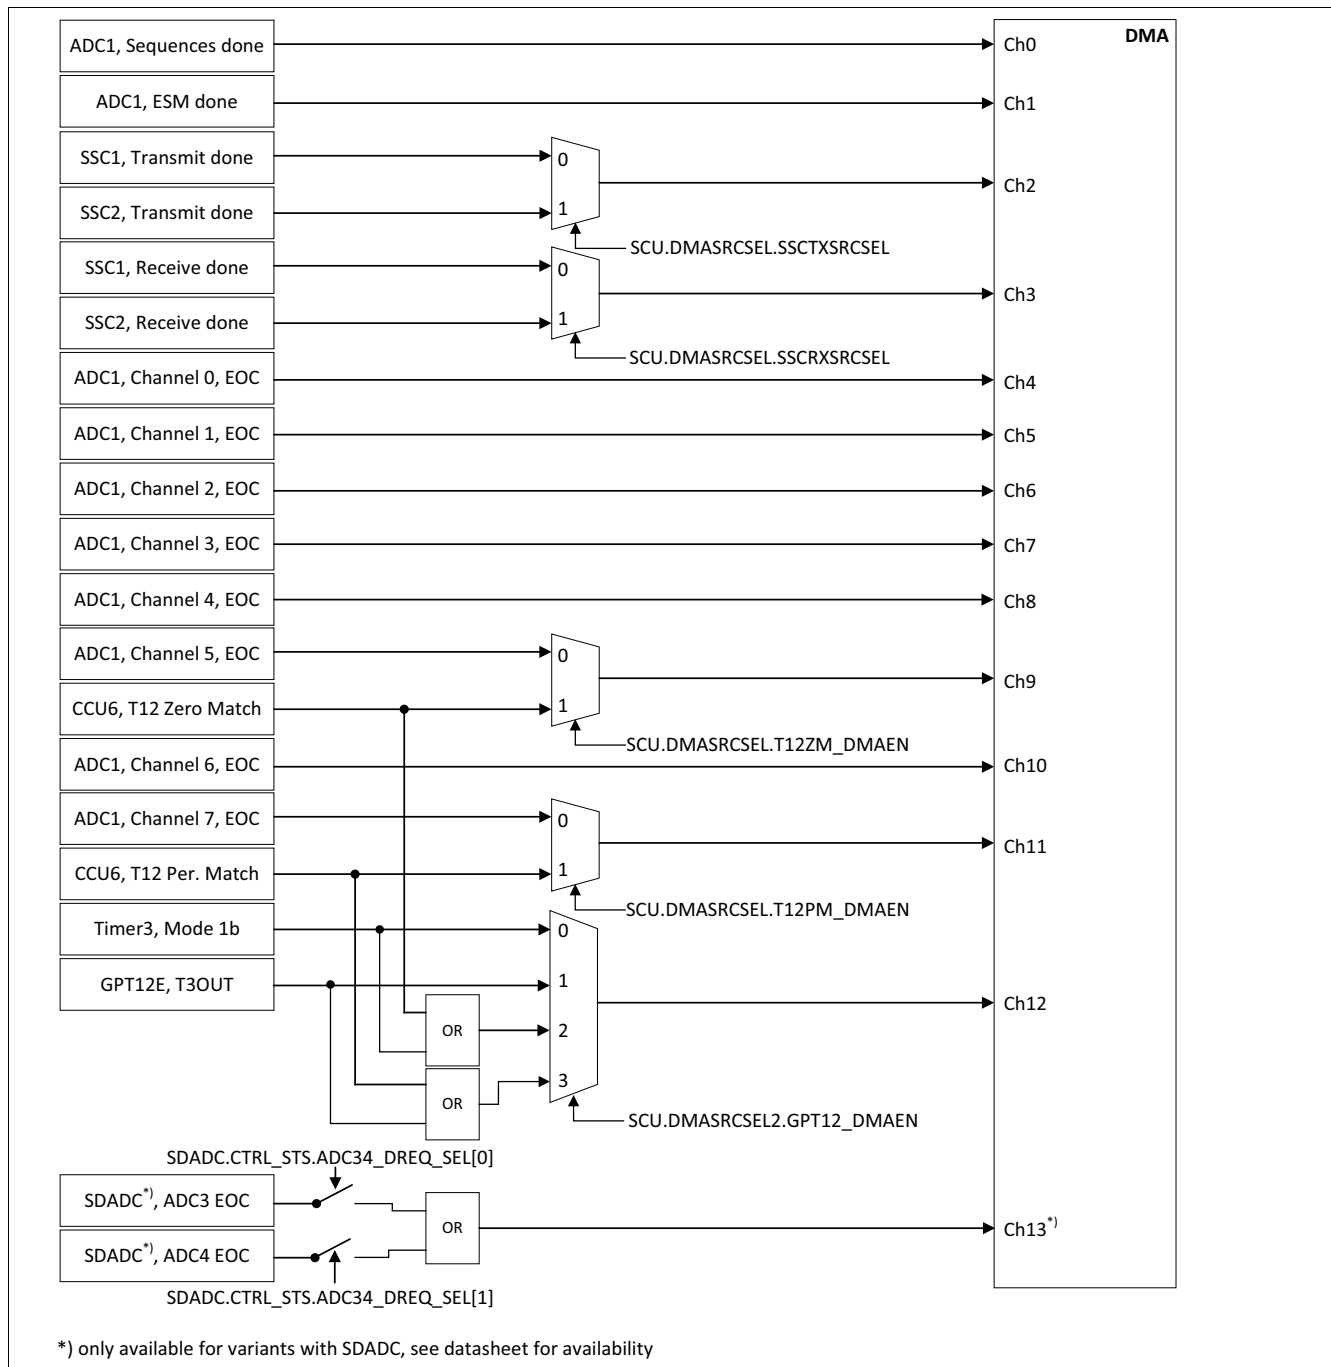 DMA
ADC1, Sequences done
Ch0
ADC1, ESM done
Ch1
SSC1, Transmit done
0
Ch2
SSC2, Transmit done
1
SCU.DMASRCSEL.SSCTXSRCSEL
SSC1, Receive done
0
Ch3
SSC2, Receive done
1
SCU.DMASRCSEL.SSCRXSRCSEL
ADC1, Channel 0, EOC
Ch4
ADC1, Channel 1, EOC
Ch5
ADC1, Channel 2, EOC
Ch6
ADC1, Channel 3, EOC
Ch7
ADC1, Channel 4, EOC
Ch8
ADC1, Channel 5, EOC
0
Ch9
CCU6, T12 Zero Match
1
SCU.DMASRCSEL.T12ZM_DMAEN
ADC1, Channel 6, EOC
Ch10
ADC1, Channel 7, EOC
0
Ch11
CCU6, T12 Per. Match
1
SCU.DMASRCSEL.T12PM_DMAEN
Timer3, Mode 1b
0
GPT12E, T3OUT
1
Ch12
OR
2
OR
3
SCU.DMASRCSEL2.GPT12_DMAEN
SDADC.CTRL_STS.ADC34_DREQ_SEL[0]
SDADC*), ADC3 EOC
OR
Ch13*)
SDADC*), ADC4 EOC
SDADC.CTRL_STS.ADC34_DREQ_SEL[1]
*) only available for variants with SDADC, see datasheet for availability